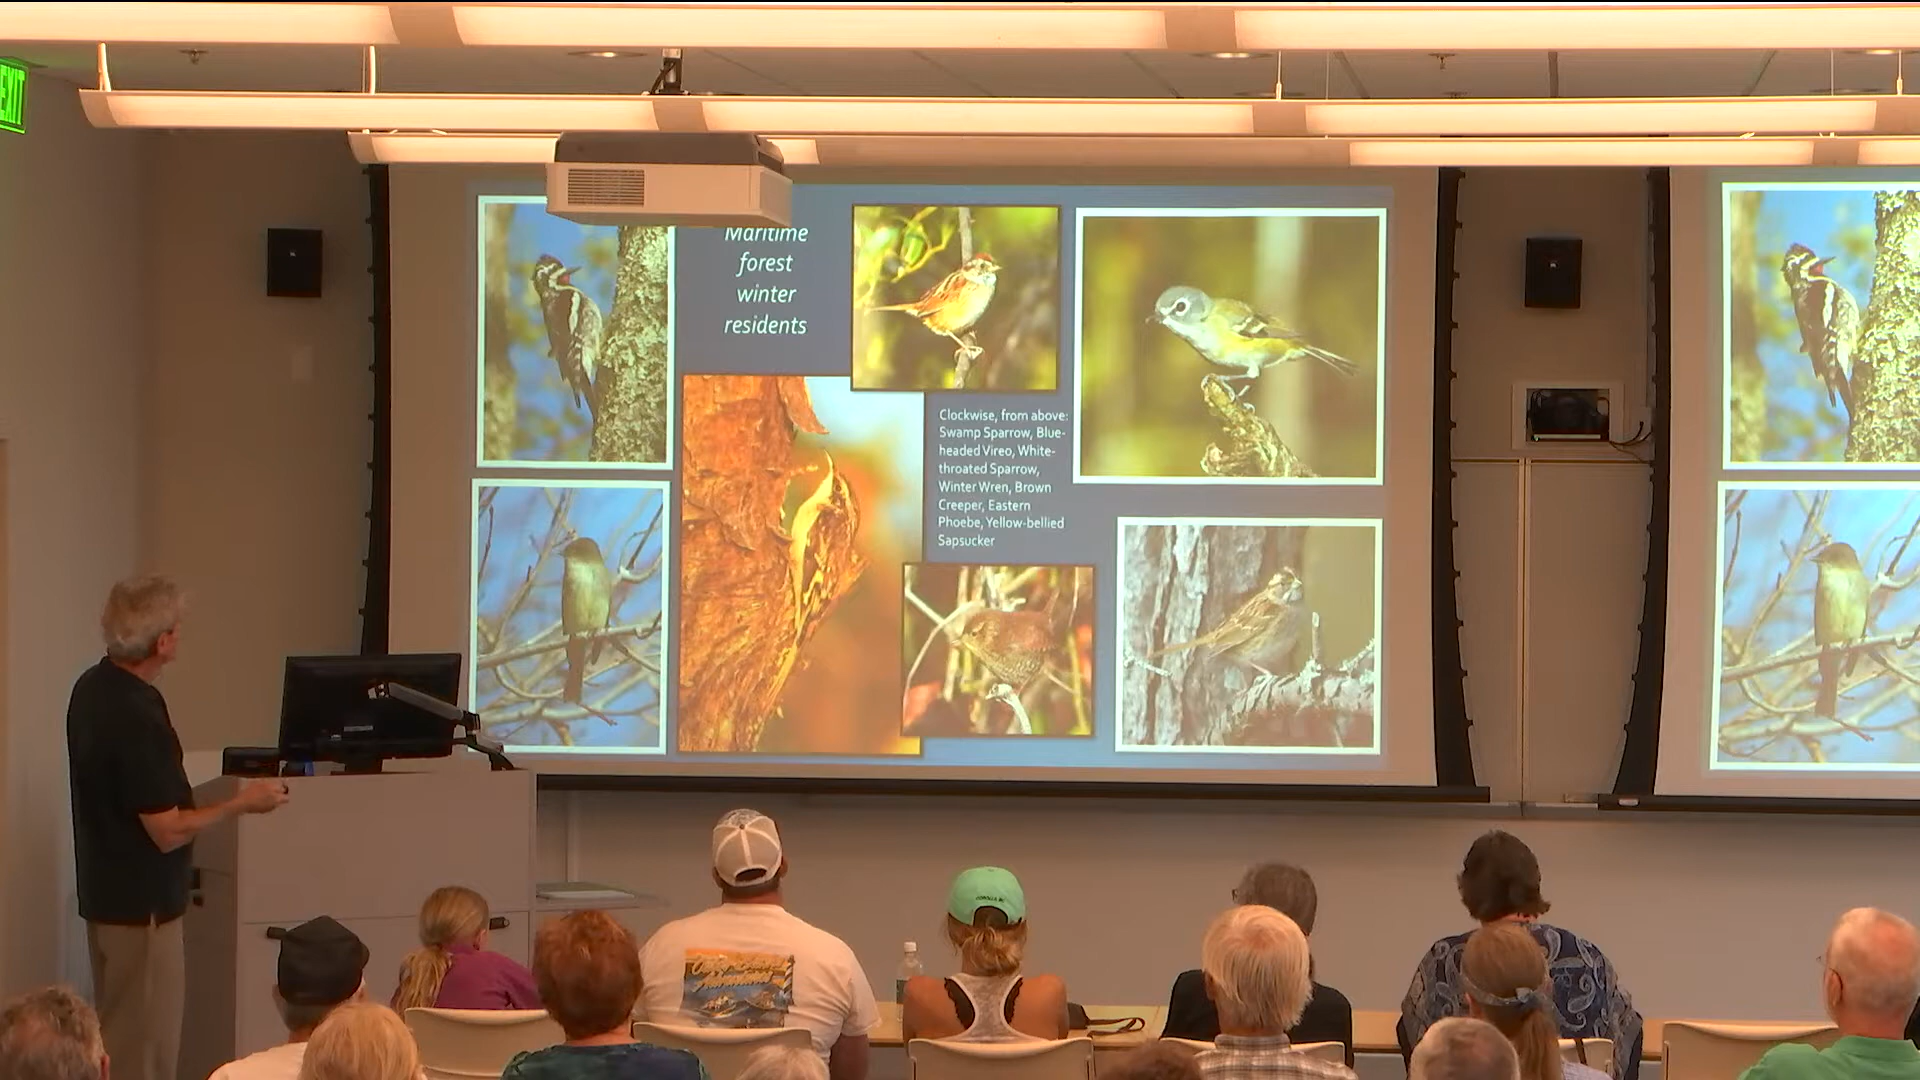 EXIT
Maritime
forest
winter
residents
Clockwise, from above:
Swamp Sparrow, Blue-
headed Vireo, White-
throated Sparrow,
Winter Wren, Brown
Creeper, Eastern
Phoebe, Yellow-bellied
Sapsucker